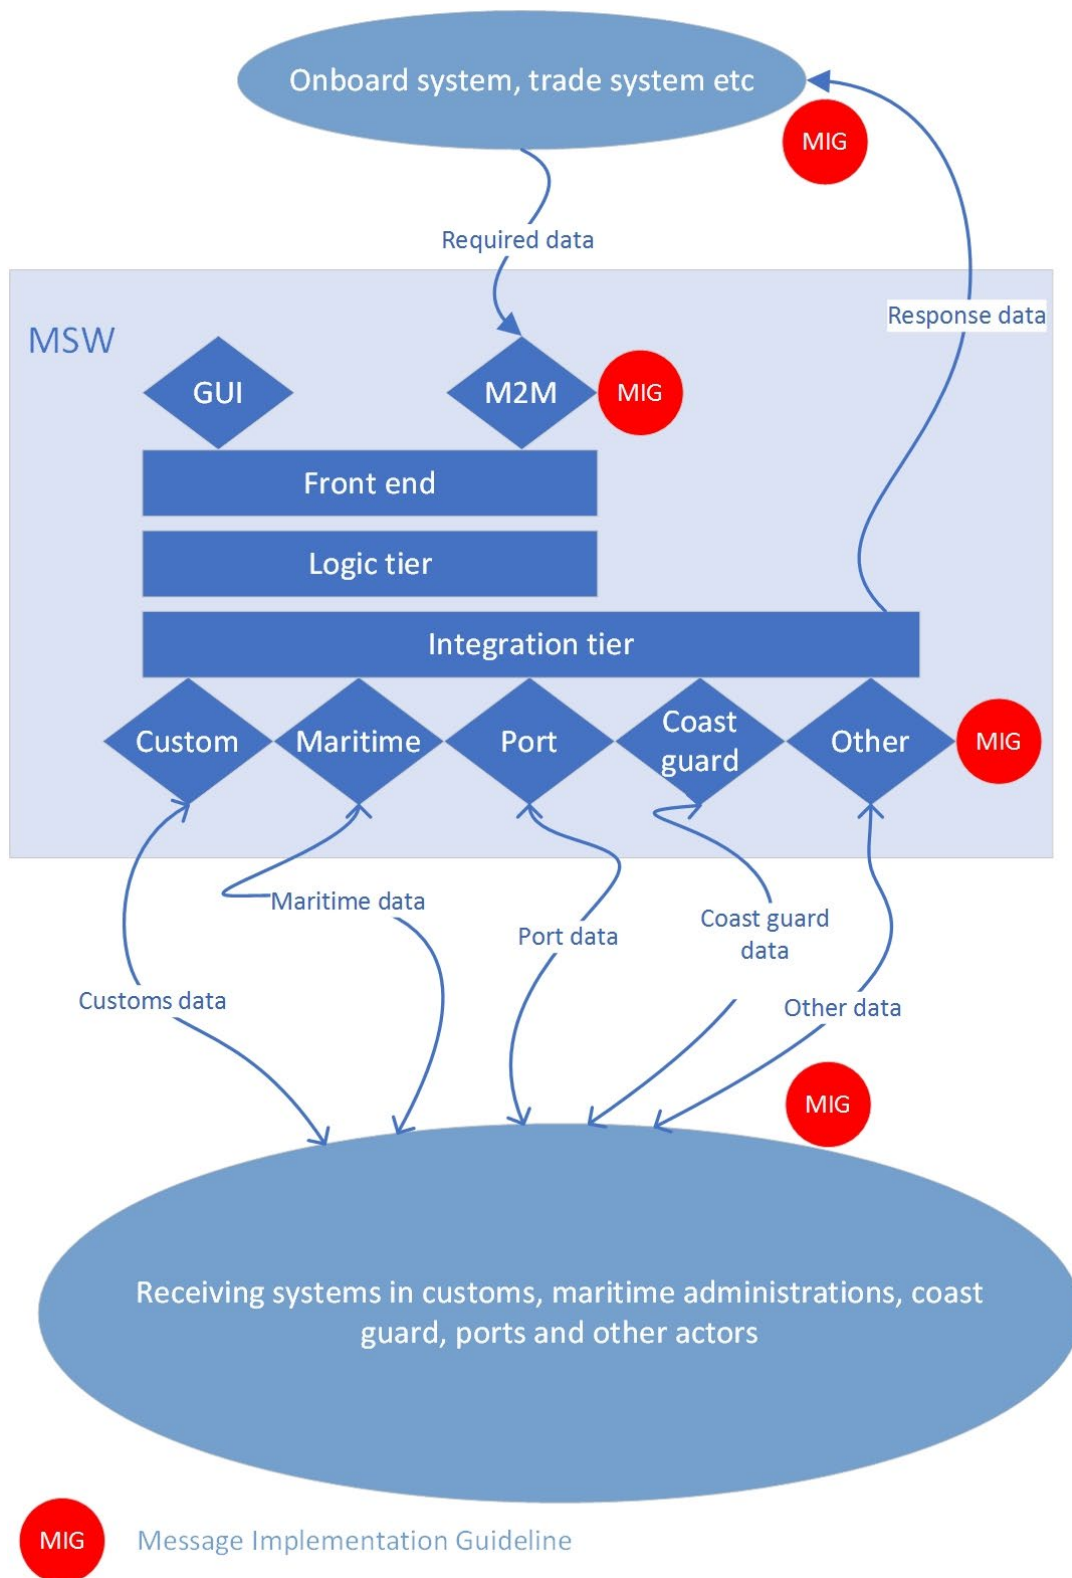 Onboard system, trade system etc
MIG
Required data
Response data
MSW
GUI
M2M
MIG
Front end
Logic tier
Integration tier
Custom
Maritime
Port
Coast
guard
Other
MIG
Maritime data
Port data
Coast guard
data
Customs data
Other data
MIG
Receiving systems in customs, maritime administrations, coast
guard, ports and other actors
MIG
Message Implementation Guideline